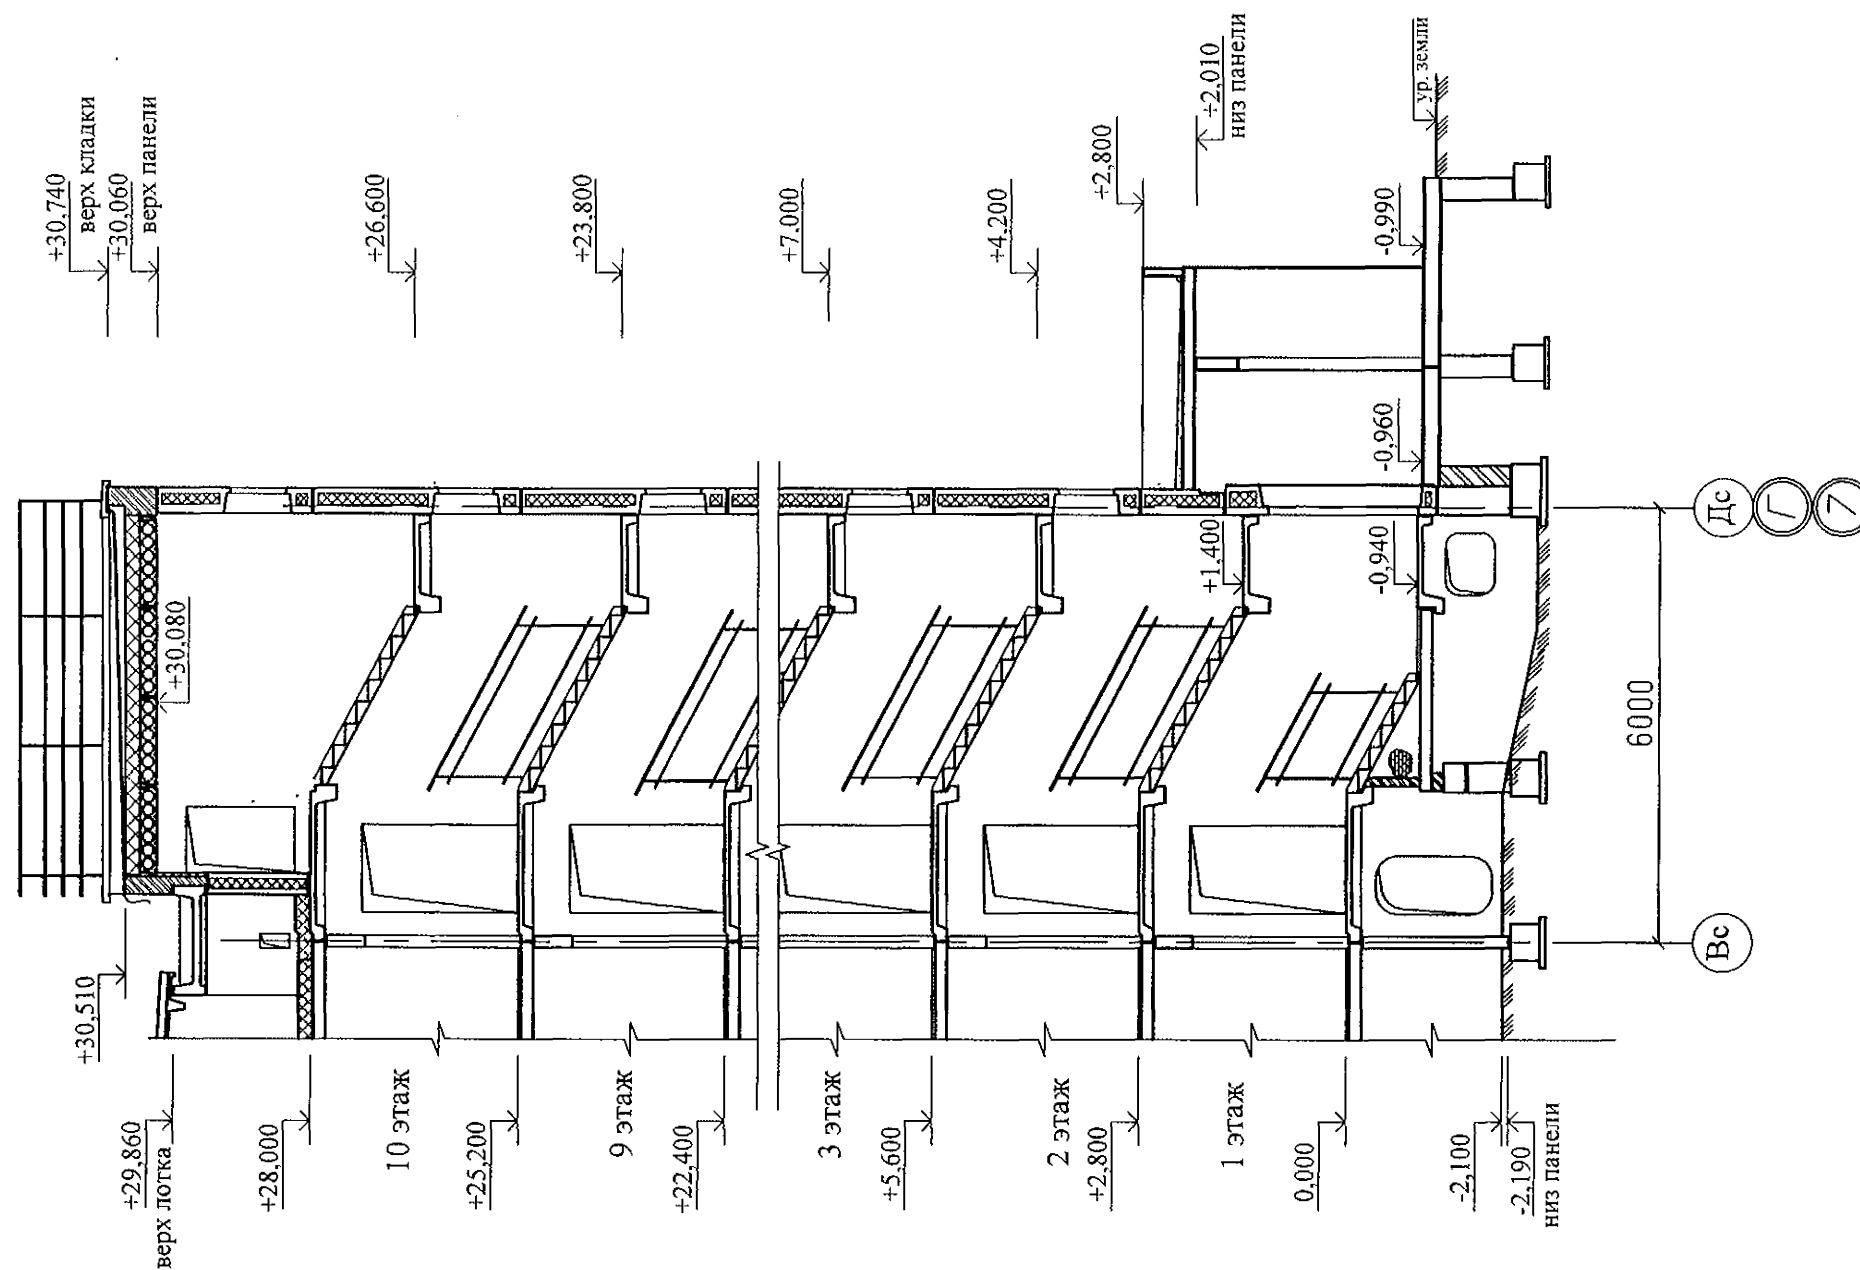 +30,740
верх кладки
+30,060
верх панели
+26,600
+23,800
+7,000
+4,200
+2,800
+2,010
низ панели
ур. земли
-0,990
-0,960
+30,080
+1,400
-0,940
6000
Дс
Г
7
Вс
+30,510
+29,860
верх лотка
+28,000
10 этаж
+25,200
9 этаж
+22,400
3 этаж
+5,600
2 этаж
+2,800
1 этаж
0,000
-2,100
-2,190
низ панели